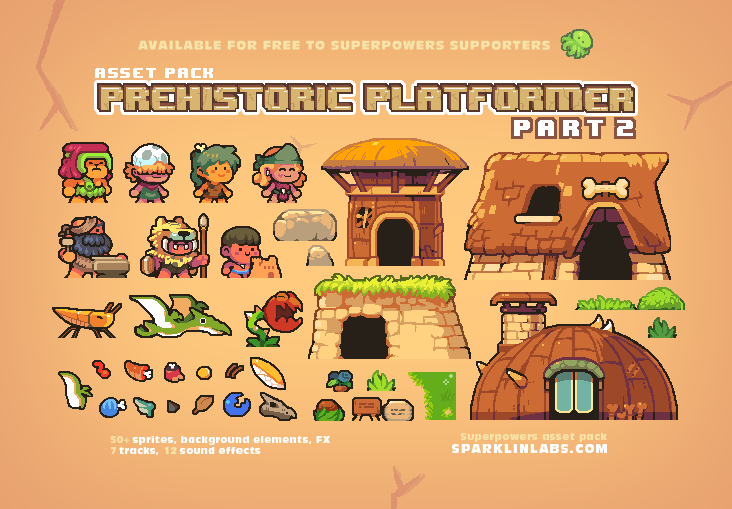 AVAILABLE FOR FREE TO SUPERPOWERS SUPPORTERS
ASSET PACK
PREHISTORIC PLATFORMER
PART 2
50+ sprites, background elements, FX
7 tracks, 12 sound effects
Superpowers asset pack
SPARKLINLABS.COM